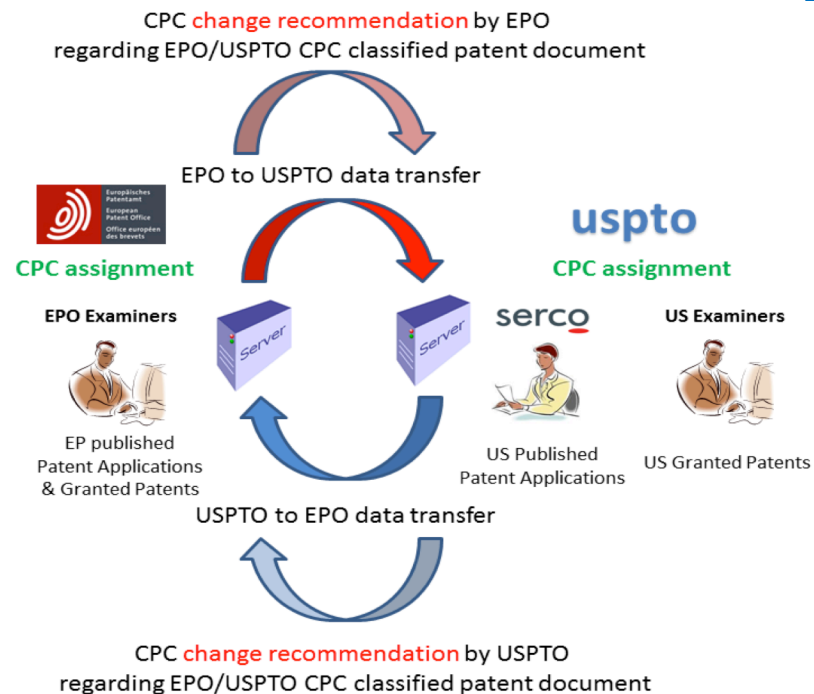 CPC change recommendation by EPO
regarding EPO/USPTO CPC classified patent document
EPO to USPTO data transfer
Europäisches
Patentamt
European
Patent Office
Office européen
des brevets
uspto
CPC assignment
CPC assignment
EPO Examiners
Server
Server
serco
US Examiners
EP published
Patent Applications
& Granted Patents
US Published
Patent Applications
US Granted Patents
USPTO to EPO data transfer
CPC change recommendation by USPTO
regarding EPO/USPTO CPC classified patent document